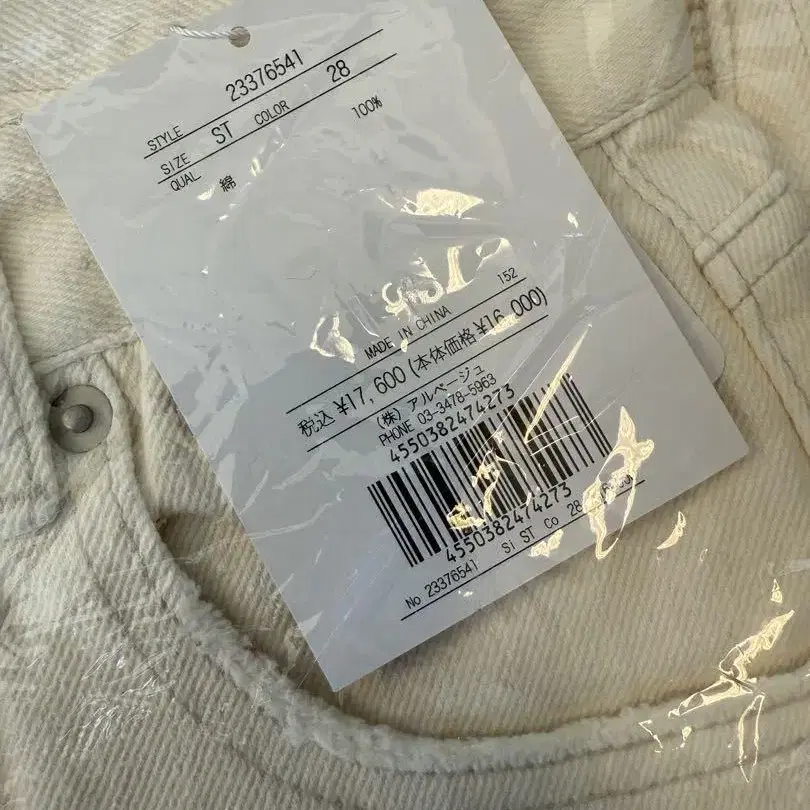 STYLE 23376541
SIZE ST COLOR 28
QUAL 綿 100%
152
MADE IN CHINA
税込 ¥17,600 (本体価格 ¥16,000)
(株) アルページュ
PHONE 03-3478-5963
4550382474273
4550382474273
No 23376541 Si ST Co 28